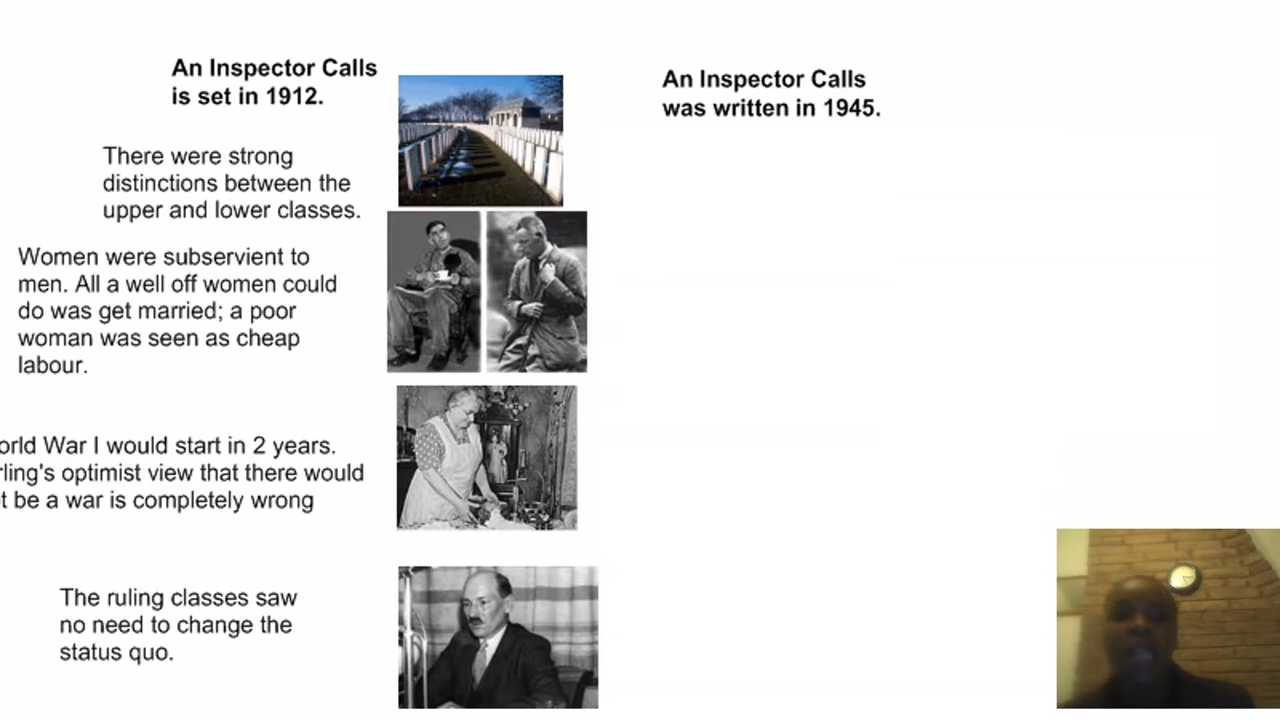 An Inspector Calls
is set in 1912.
There were strong
distinctions between the
upper and lower classes.
Women were subservient to
men. All a well off women could
do was get married; a poor
woman was seen as cheap
labour.
orld War I would start in 2 years.
rling's optimist view that there would
t be a war is completely wrong
The ruling classes saw
no need to change the
status quo.
An Inspector Calls
was written in 1945.